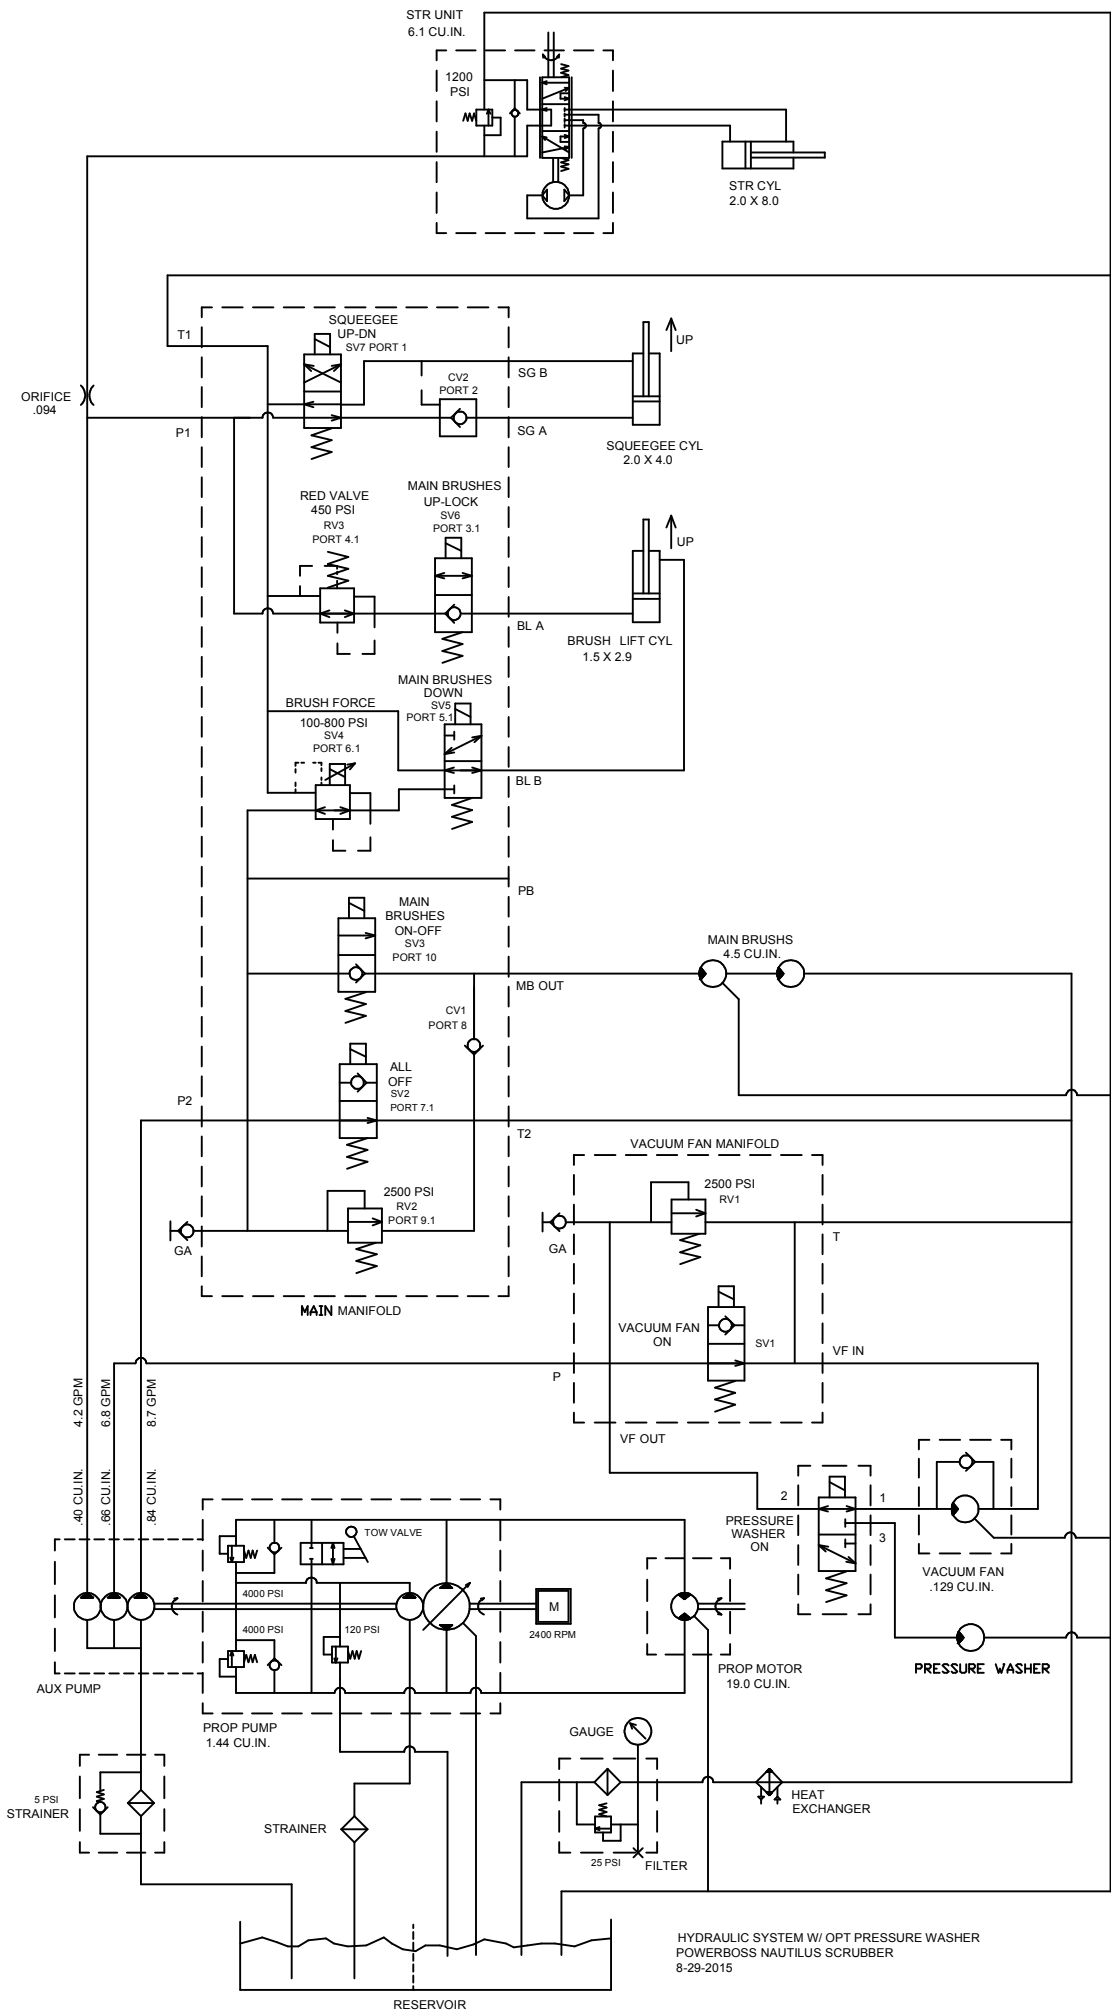 STR UNIT
6.1 CU.IN.
1200
PSI
STR CYL
2.0 X 8.0
T1
SQUEEGEE
UP-DN
SV7 PORT 1
UP
SG B
CV2
PORT 2
ORIFICE
.094
P1
SG A
SQUEEGEE CYL
2.0 X 4.0
MAIN BRUSHES
UP-LOCK
SV6
PORT 3.1
RED VALVE
450 PSI
RV3
PORT 4.1
UP
BL A
BRUSH LIFT CYL
1.5 X 2.9
MAIN BRUSHES
DOWN
SV5
PORT 5.1
BRUSH FORCE
100-800 PSI
SV4
PORT 6.1
BL B
PB
MAIN
BRUSHES
ON-OFF
SV3
PORT 10
MAIN BRUSHS
4.5 CU.IN.
MB OUT
CV1
PORT 8
ALL
OFF
SV2
PORT 7.1
P2
T2
VACUUM FAN MANIFOLD
2500 PSI
RV2
PORT 9.1
2500 PSI
RV1
GA
GA
T
MAIN MANIFOLD
VACUUM FAN
ON
SV1
VF IN
P
4.2 GPM
6.8 GPM
8.7 GPM
VF OUT
.40 CU.IN.
.66 CU.IN.
.84 CU.IN.
2
1
PRESSURE
WASHER
ON
3
TOW VALVE
VACUUM FAN
.129 CU.IN.
4000 PSI
4000 PSI
120 PSI
M
2400 RPM
PRESSURE WASHER
AUX PUMP
PROP MOTOR
19.0 CU.IN.
PROP PUMP
1.44 CU.IN.
GAUGE
5 PSI
STRAINER
STRAINER
HEAT
EXCHANGER
25 PSI
FILTER
HYDRAULIC SYSTEM W/ OPT PRESSURE WASHER
POWERBOSS NAUTILUS SCRUBBER
8-29-2015
RESERVOIR